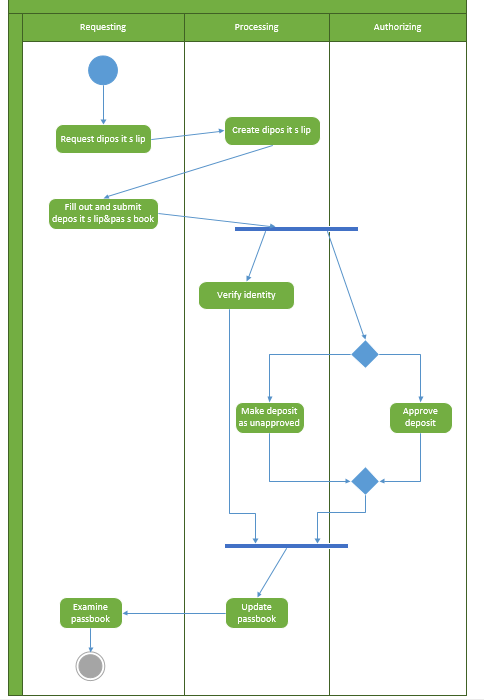 Requesting
Processing
Authorizing
Request dipos it s lip
Create dipos it s lip
Fill out and submit
depos it s lip&pas s book
Verify identity
Make deposit
as unapproved
Approve
deposit
Examine
passbook
Update
passbook